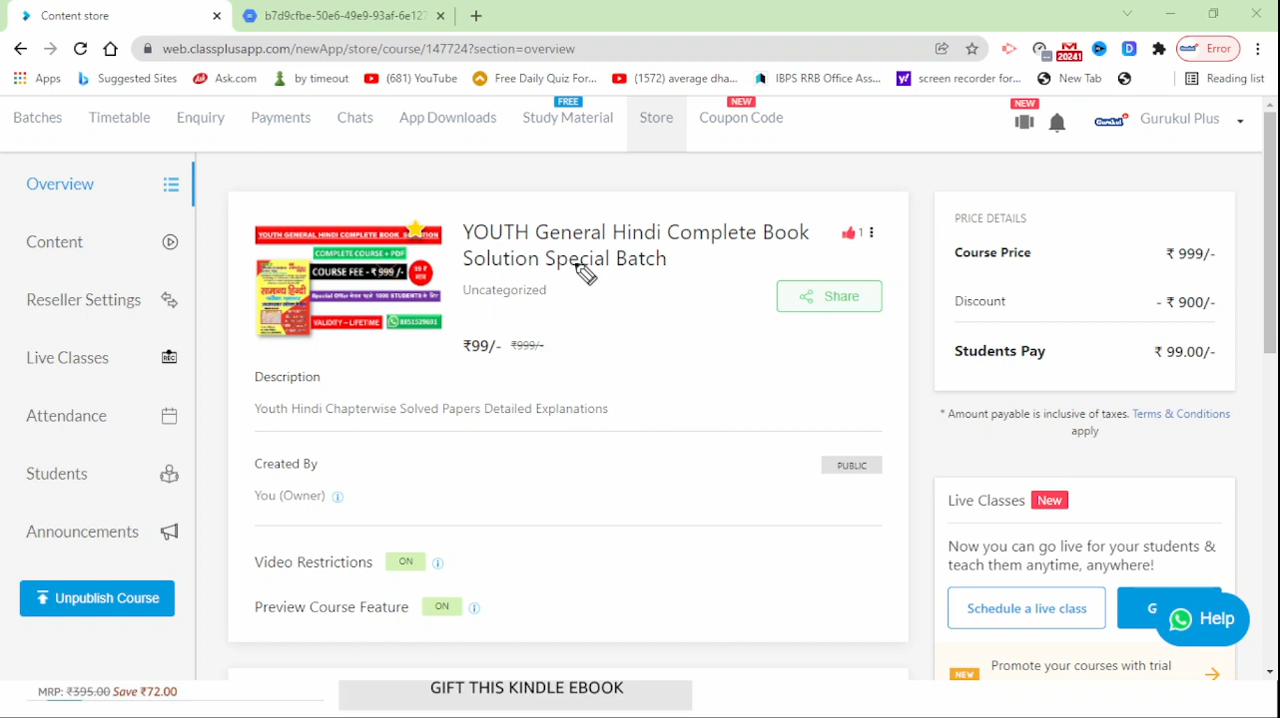 Content store
b7d9cfbe-50e6-49e9-93af-6e127
web.classplusapp.com/newApp/store/course/147724?section=overview
20241
Error
Apps
Suggested Sites
Ask.com
by timeout
(681) YouTube
Free Daily Quiz For...
(1572) average dha...
IBPS RRB Office Ass...
screen recorder for...
New Tab
Reading list
FREE
NEW
NEW
Batches
Timetable
Enquiry
Payments
Chats
App Downloads
Study Material
Store
Coupon Code
Gurukul
Gurukul Plus
Overview
Content
Reseller Settings
Live Classes
REC
Attendance
Students
Announcements
Unpublish Course
YOUTH GENERAL HINDI COMPLETE BOOK SOLUTION
COMPLETE COURSE + PDF
COURSE FEE - ₹ 999 /-
सामान्य हिन्दी
VALIDITY – LIFETIME
8851529691
YOUTH General Hindi Complete Book
Solution Special Batch
1
Uncategorized
Share
₹99/- ₹999/-
Description
Youth Hindi Chapterwise Solved Papers Detailed Explanations
Created By
PUBLIC
You (Owner)
Video Restrictions ON
Preview Course Feature ON
PRICE DETAILS
Course Price ₹ 999/-
Discount - ₹ 900/-
Students Pay ₹ 99.00/-
* Amount payable is inclusive of taxes. Terms & Conditions
apply
Live Classes New
Now you can go live for your students &
teach them anytime, anywhere!
Schedule a live class
G
Help
NEW
Promote your courses with trial
MRP: ₹395.00 Save ₹72.00
GIFT THIS KINDLE EBOOK